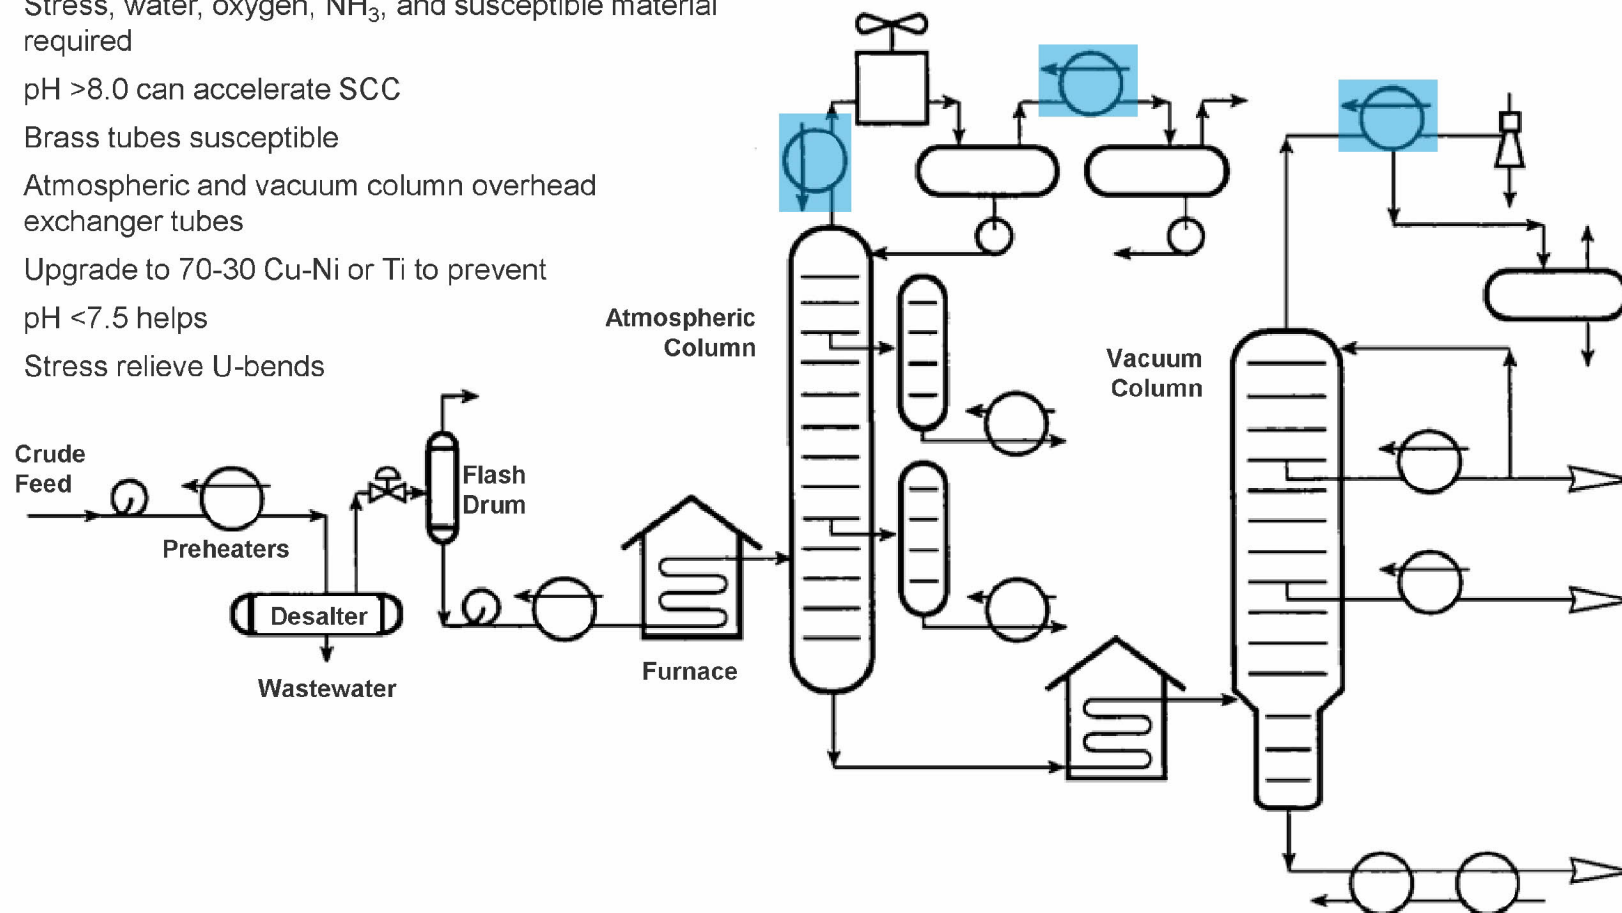 Stress, water, oxygen, NH₃, and susceptible material
required
pH >8.0 can accelerate SCC
Brass tubes susceptible
Atmospheric and vacuum column overhead
exchanger tubes
Upgrade to 70-30 Cu-Ni or Ti to prevent
pH <7.5 helps
Stress relieve U-bends
Atmospheric
Column
Vacuum
Column
Crude
Feed
Flash
Drum
Preheaters
Desalter
Furnace
Wastewater